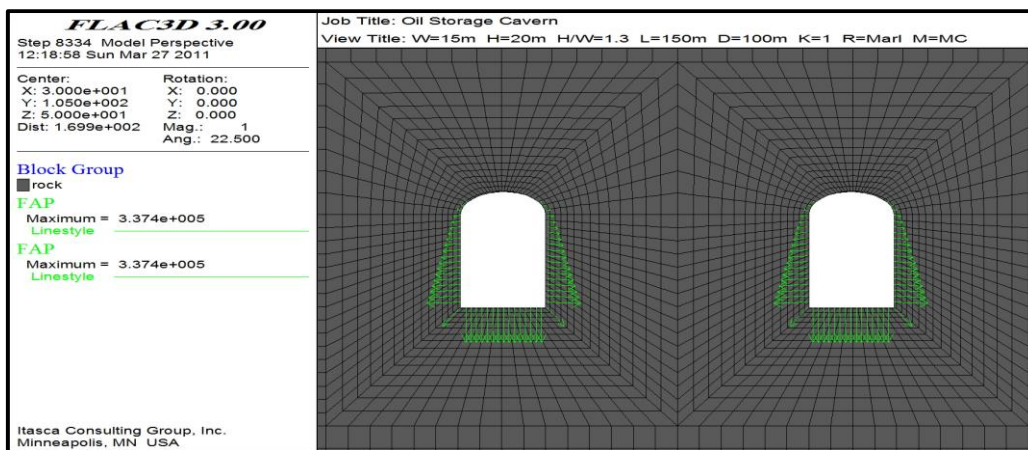 FLAC3D 3.00
Step 8334  Model Perspective
12:18:58 Sun Mar 27 2011
Center:
X: 3.000e+001
Y: 1.050e+002
Z: 5.000e+001
Dist: 1.699e+002
Rotation:
X: 0.000
Y: 0.000
Z: 0.000
Mag.: 1
Ang.: 22.500
Block Group
rock
FAP
Maximum = 3.374e+005
Linestyle
FAP
Maximum = 3.374e+005
Linestyle
Itasca Consulting Group, Inc.
Minneapolis, MN USA
Job Title: Oil Storage Cavern
View Title: W=15m H=20m H/W=1.3 L=150m D=100m K=1 R=Marl M=MC